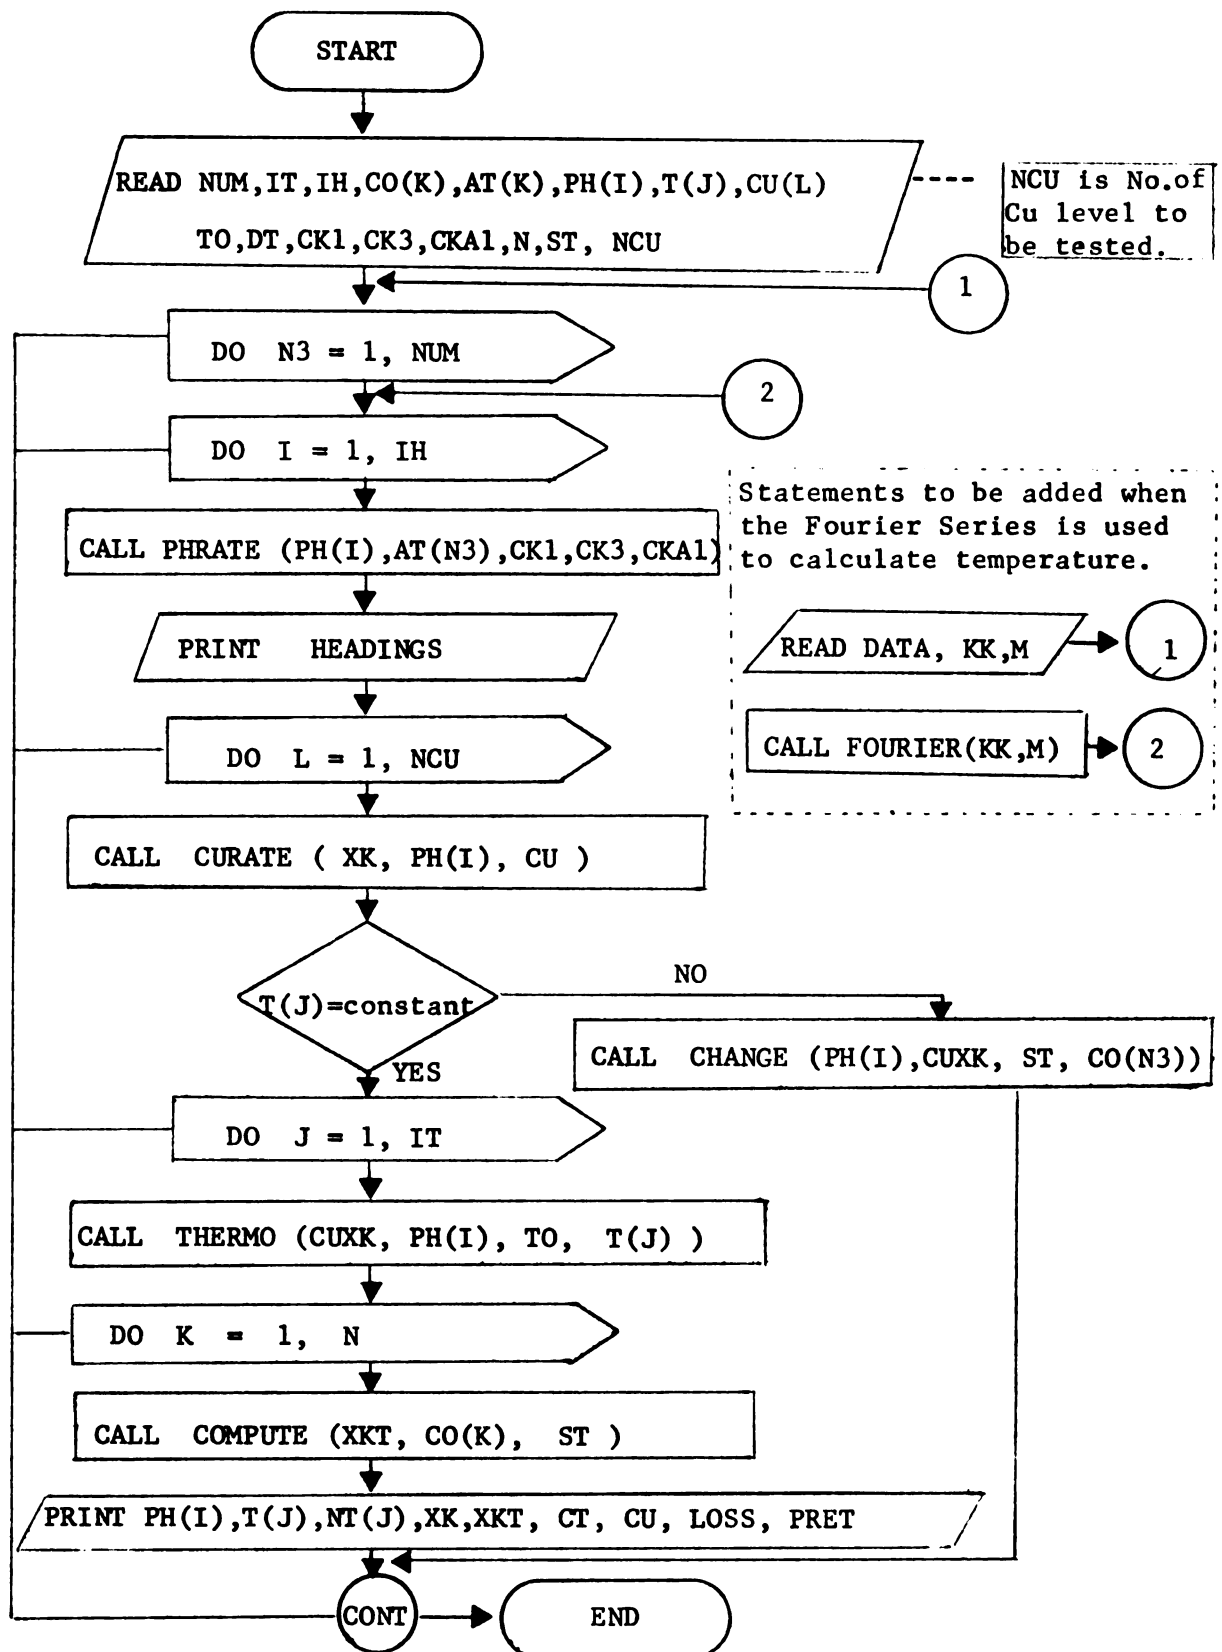 START
READ NUM,IT,IH,CO(K),AT(K),PH(I),T(J),CU(L)
TO,DT,CK1,CK3,CKA1,N,ST, NCU
NCU is No.of
Cu level to
be tested.
1
DO N3 = 1, NUM
2
DO I = 1, IH
CALL PHRATE (PH(I),AT(N3),CK1,CK3,CKA1)
PRINT HEADINGS
Statements to be added when
the Fourier Series is used
to calculate temperature.
READ DATA, KK,M
1
CALL FOURIER(KK,M)
2
DO L = 1, NCU
CALL CURATE ( XK, PH(I), CU )
T(J)=constant
NO
YES
CALL CHANGE (PH(I),CUXK, ST, CO(N3))
DO J = 1, IT
CALL THERMO (CUXK, PH(I), TO, T(J) )
DO K = 1, N
CALL COMPUTE (XKT, CO(K), ST )
PRINT PH(I),T(J),NT(J),XK,XKT, CT, CU, LOSS, PRET
CONT
END